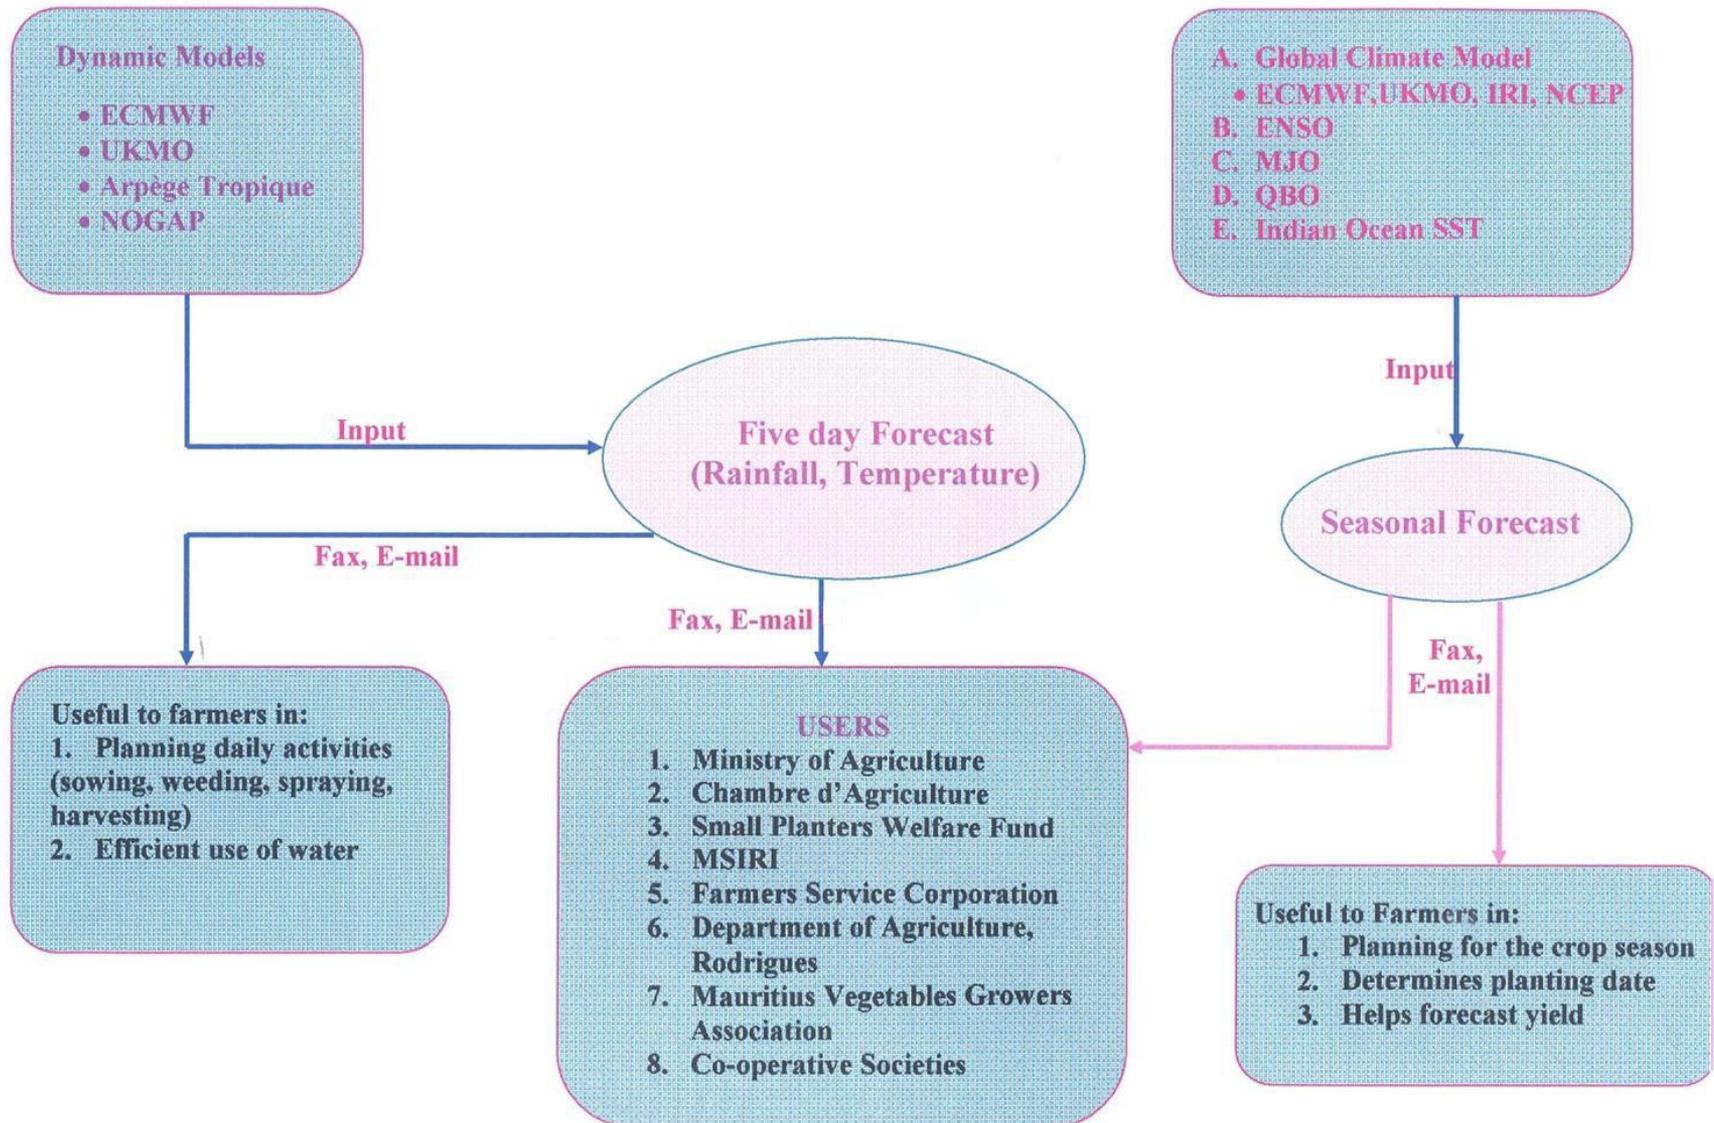 Dynamic Models
• ECMWF
• UKMO
• Arpège Tropique
• NOGAP
A. Global Climate Model
• ECMWF,UKMO, IRI, NCEP
B. ENSO
C. MJO
D. QBO
E. Indian Ocean SST
Input
Input
Five day Forecast
(Rainfall, Temperature)
Seasonal Forecast
Fax, E-mail
Fax, E-mail
Fax,
E-mail
Useful to farmers in:
1. Planning daily activities
(sowing, weeding, spraying,
harvesting)
2. Efficient use of water
USERS
1. Ministry of Agriculture
2. Chambre d'Agriculture
3. Small Planters Welfare Fund
4. MSIRI
5. Farmers Service Corporation
6. Department of Agriculture,
Rodrigues
7. Mauritius Vegetables Growers
Association
8. Co-operative Societies
Useful to Farmers in:
1. Planning for the crop season
2. Determines planting date
3. Helps forecast yield